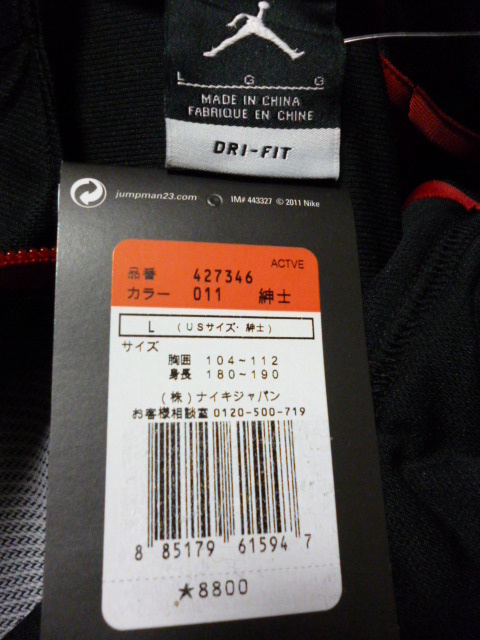 L G G
MADE IN CHINA
FABRIQUE EN CHINE
DRI-FIT
jumpman23.com IM# 443327 © 2011 Nike
ACTVE
品番 427346
カラー 011 紳士
L (USサイズ・紳士)
サイズ
胸囲 104~112
身長 180~190
(株)ナイキジャパン
お客様相談室 0120-500-719
8 85179 61594 7
★8800